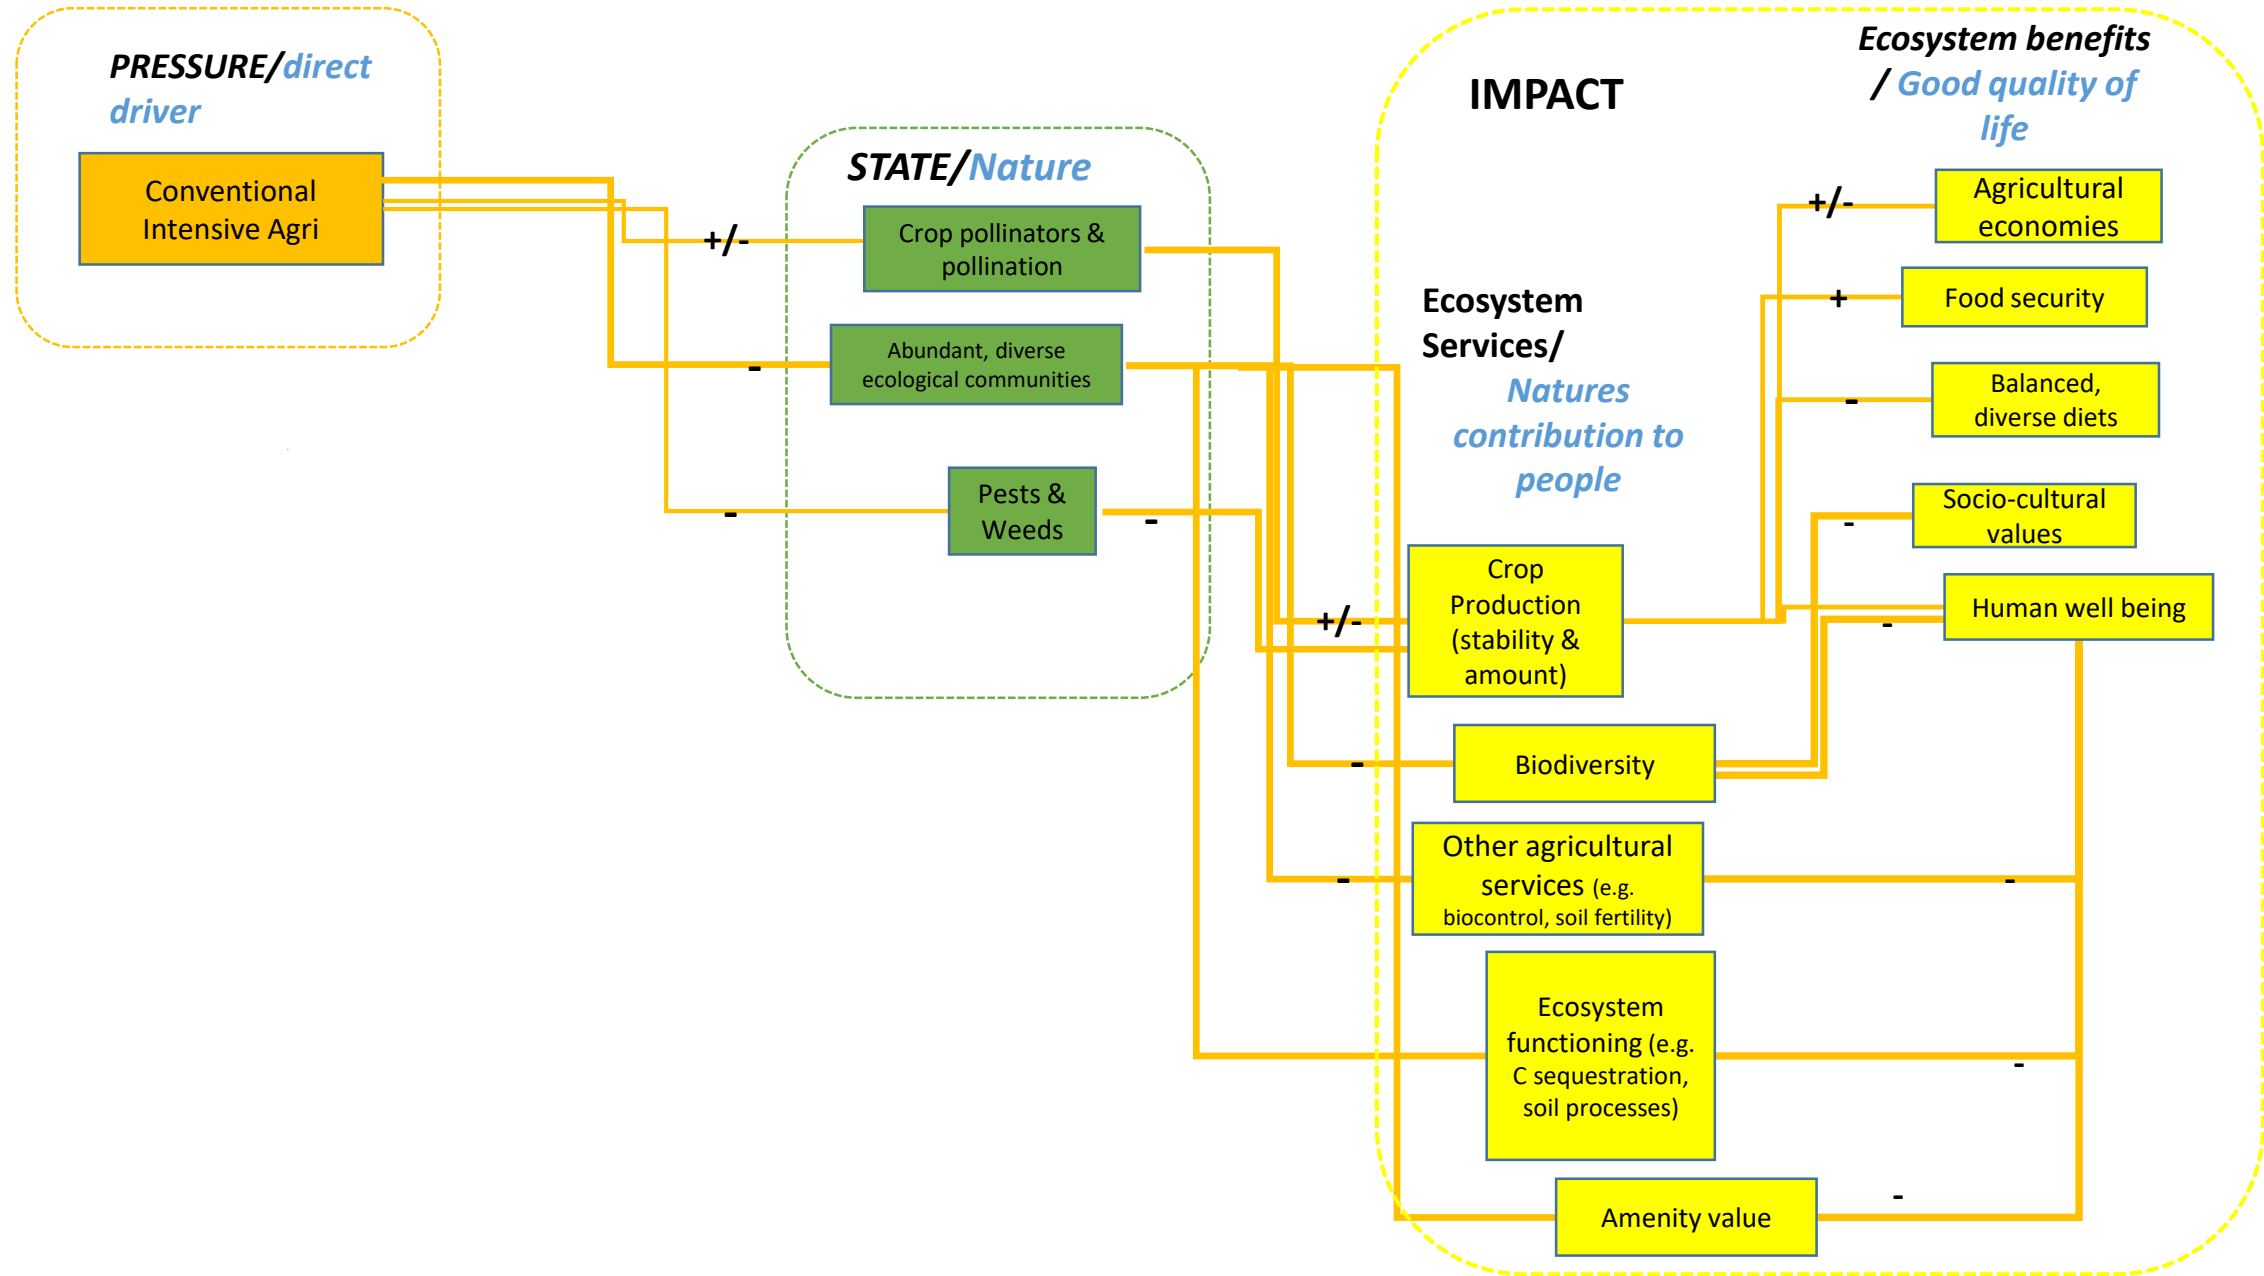 PRESSURE/direct
driver
Conventional
Intensive Agri
+/-
-
-
STATE/Nature
Crop pollinators &
pollination
Abundant, diverse
ecological communities
Pests &
Weeds
-
IMPACT
Ecosystem
Services/
Natures
contribution to
people
+/-
Crop
Production
(stability &
amount)
-
Biodiversity
-
Other agricultural
services (e.g.
biocontrol, soil fertility)
Ecosystem
functioning (e.g.
C sequestration,
soil processes)
Amenity value
Ecosystem benefits
/ Good quality of
life
+/-
Agricultural
economies
+
Food security
-
Balanced,
diverse diets
-
Socio-cultural
values
-
Human well being
-
-
-